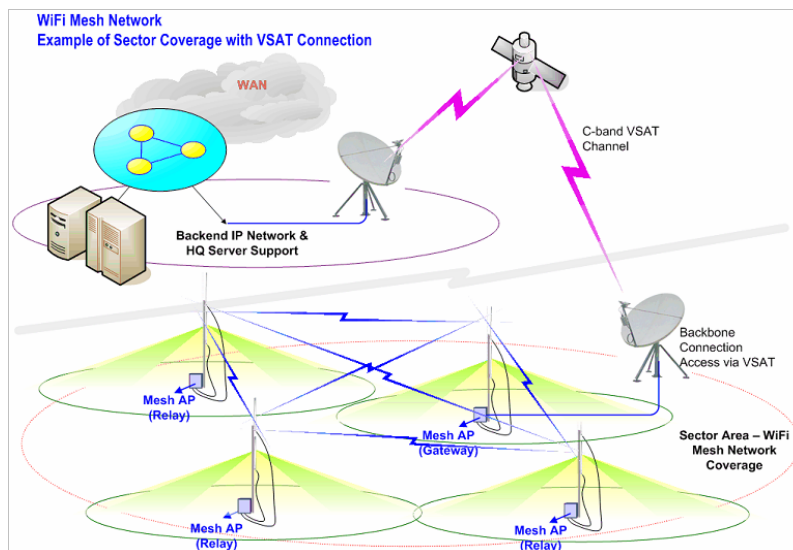 WiFi Mesh Network
Example of Sector Coverage with VSAT Connection
WAN
C-band VSAT
Channel
Backend IP Network &
HQ Server Support
Backbone
Connection
Access via VSAT
Mesh AP
(Relay)
Mesh AP
(Gateway)
Sector Area – WiFi
Mesh Network
Coverage
Mesh AP
(Relay)
Mesh AP
(Relay)